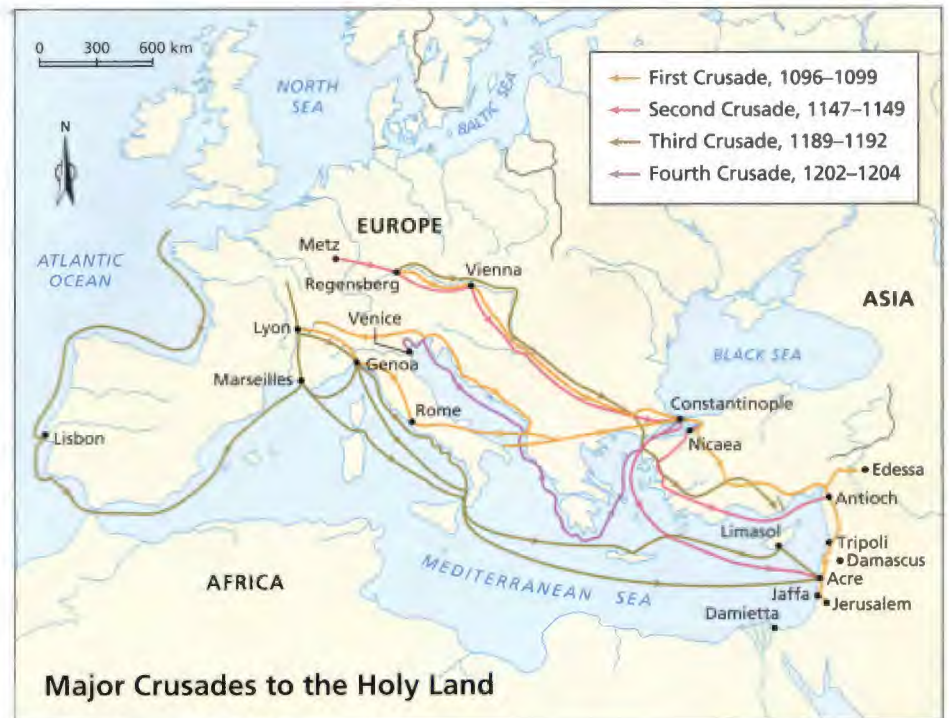 0 300 600 km
N
NORTH
SEA
BALTIC SEA
First Crusade, 1096–1099
Second Crusade, 1147–1149
Third Crusade, 1189–1192
Fourth Crusade, 1202–1204
EUROPE
ATLANTIC
OCEAN
Metz
Regensberg
Vienna
ASIA
Lyon
Venice
BLACK SEA
Genoa
Marseilles
Rome
Constantinople
Nicaea
Lisbon
Edessa
Antioch
Limasol
Tripoli
Damascus
AFRICA
MEDITERRANEAN SEA
Acre
Jaffa
Jerusalem
Damietta
Major Crusades to the Holy Land